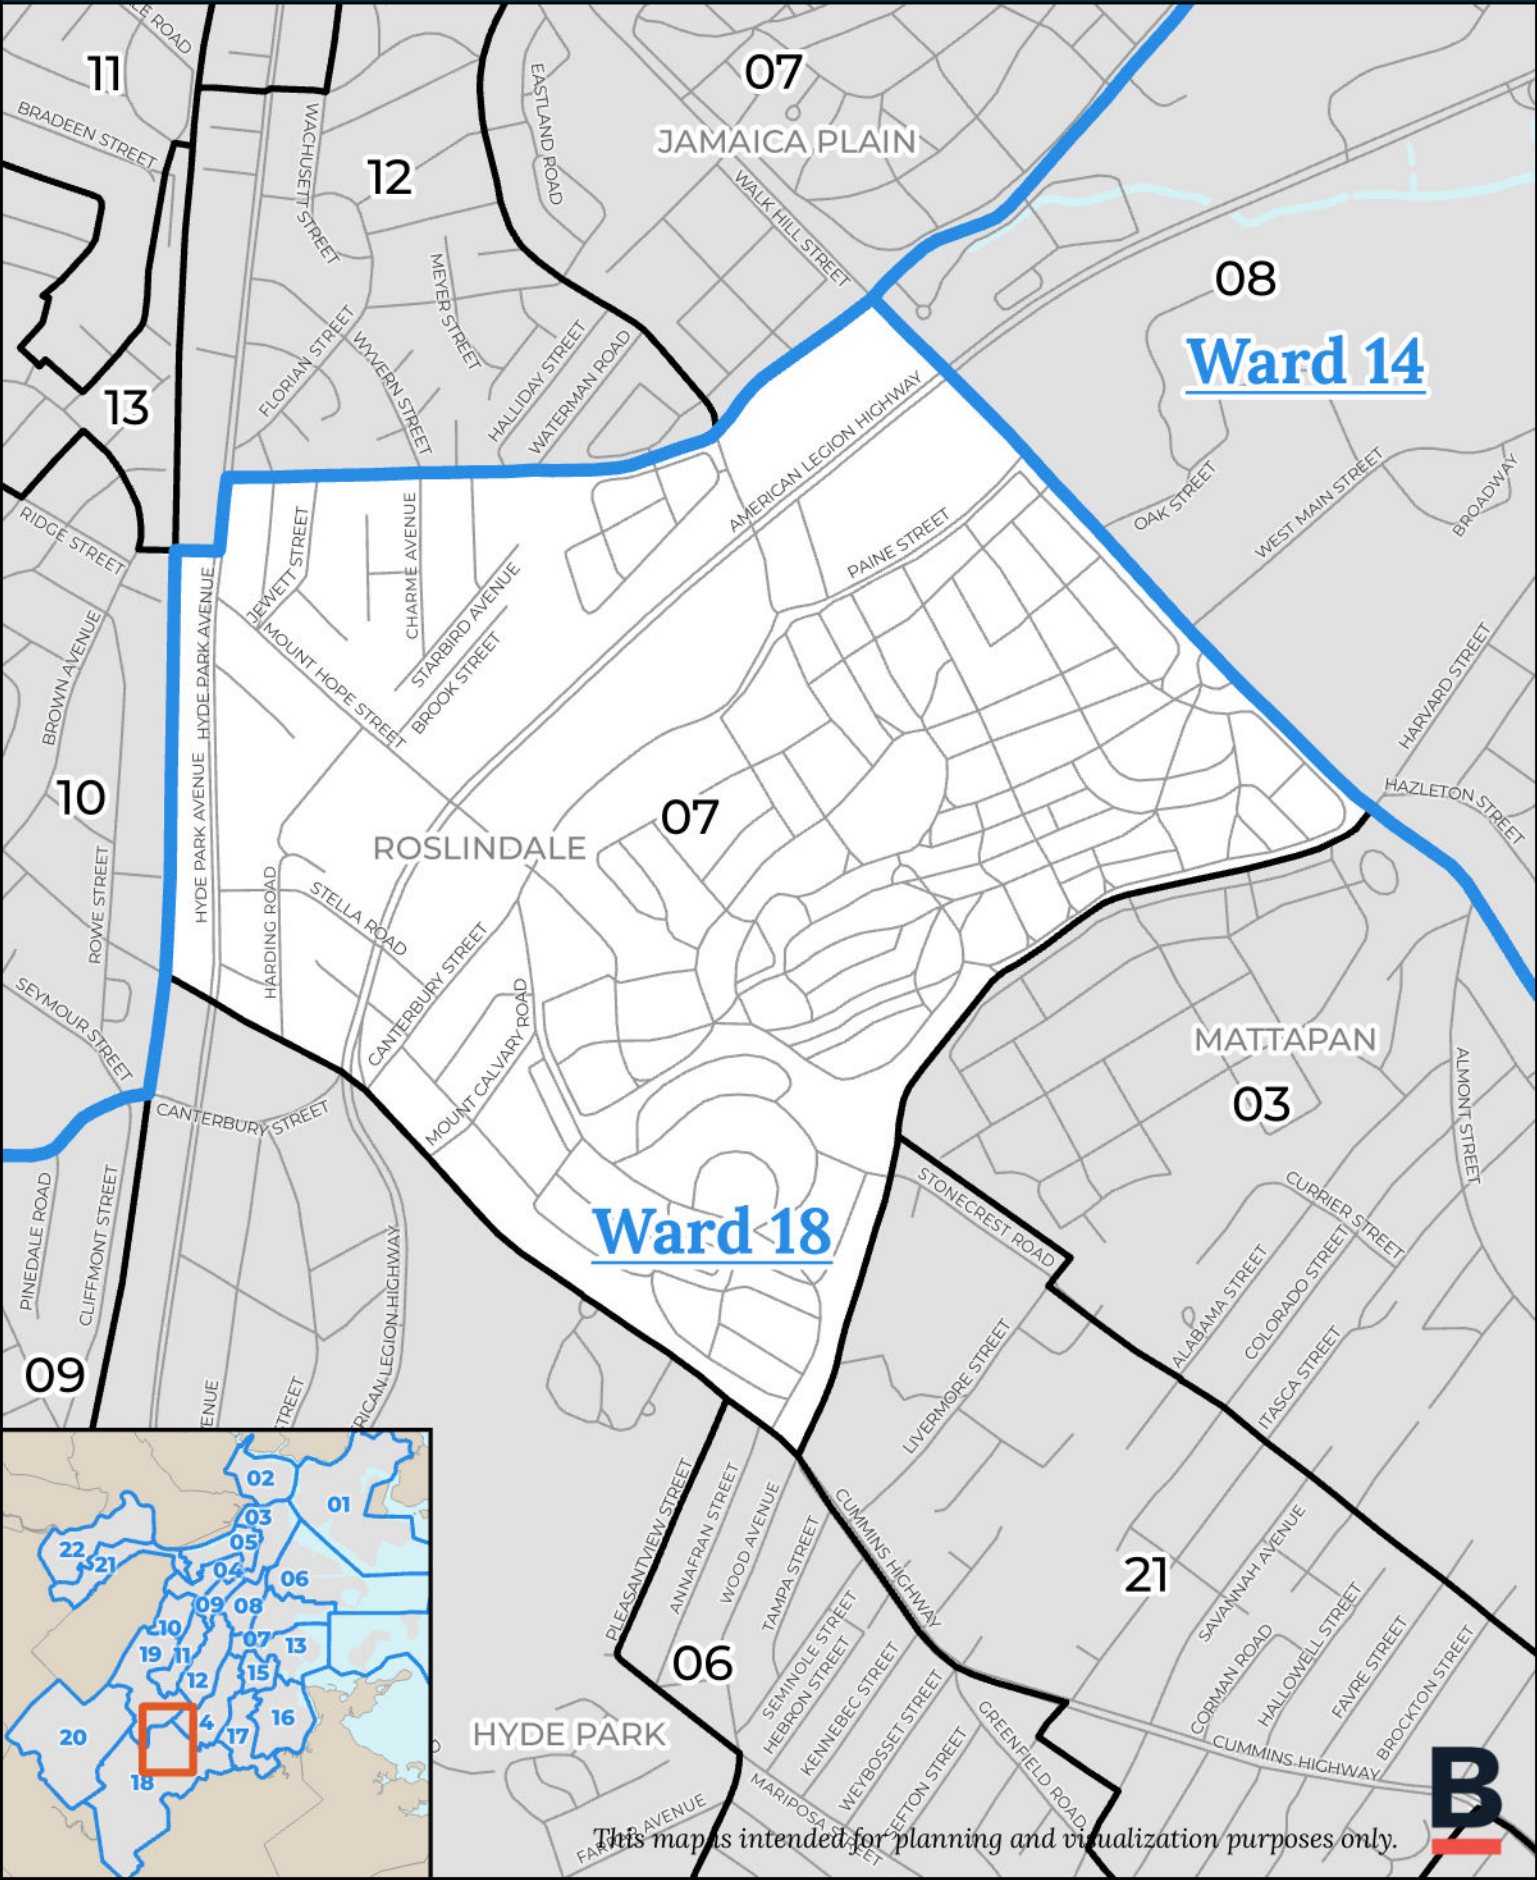 11
07
JAMAICA PLAIN
BRADEEN STREET
EASTLAND ROAD
WACHUSETT STREET
12
WALK HILL STREET
08
MEYER STREET
Ward 14
FLORIAN STREET
WYVERN STREET
HALLIDAY STREET
WATERMAN ROAD
13
AMERICAN LEGION HIGHWAY
OAK STREET
WEST MAIN STREET
BROADWAY
RIDGE STREET
JEWETT STREET
CHARME AVENUE
PAINE STREET
STARBIRD AVENUE
BROOK STREET
HYDE PARK AVENUE
MOUNT HOPE STREET
BROWN AVENUE
HARVARD STREET
10
HYDE PARK AVENUE
07
HAZLETON STREET
ROSLINDALE
ROWE STREET
HARDING ROAD
STELLA ROAD
CANTERBURY STREET
SEYMOUR STREET
MOUNT CALVARY ROAD
MATTAPAN
03
ALMONT STREET
CANTERBURY STREET
PINEDALE ROAD
CLIFFMONT STREET
STONECREST ROAD
CURRIER STREET
Ward 18
ALABAMA STREET
COLORADO STREET
ITASCA STREET
RICAN LEGION HIGHWAY
LIVERMORE STREET
09
ENUE
TREET
PLEASANTVIEW STREET
ANNAFRAN STREET
WOOD AVENUE
TAMPA STREET
CUMMINS HIGHWAY
21
SAVANNAH AVENUE
06
SEMINOLE STREET
HEBRON STREET
KENNEBEC STREET
WEYBOSSET STREET
SEFTON STREET
GREENFIELD ROAD
CORMAN ROAD
HALLOWELL STREET
FAVRE STREET
BROCKTON STREET
HYDE PARK
CUMMINS HIGHWAY
MARIPOSA STREET
AVENUE
This map is intended for planning and visualization purposes only.
B
02
01
03
05
22
21
04
06
09
08
10
07
13
19
11
12
15
4
16
17
20
18